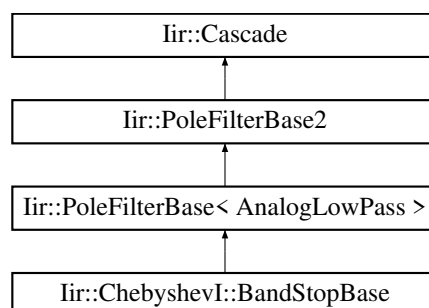 Iir::Cascade
Iir::PoleFilterBase2
Iir::PoleFilterBase< AnalogLowPass >
Iir::ChebyshevI::BandStopBase